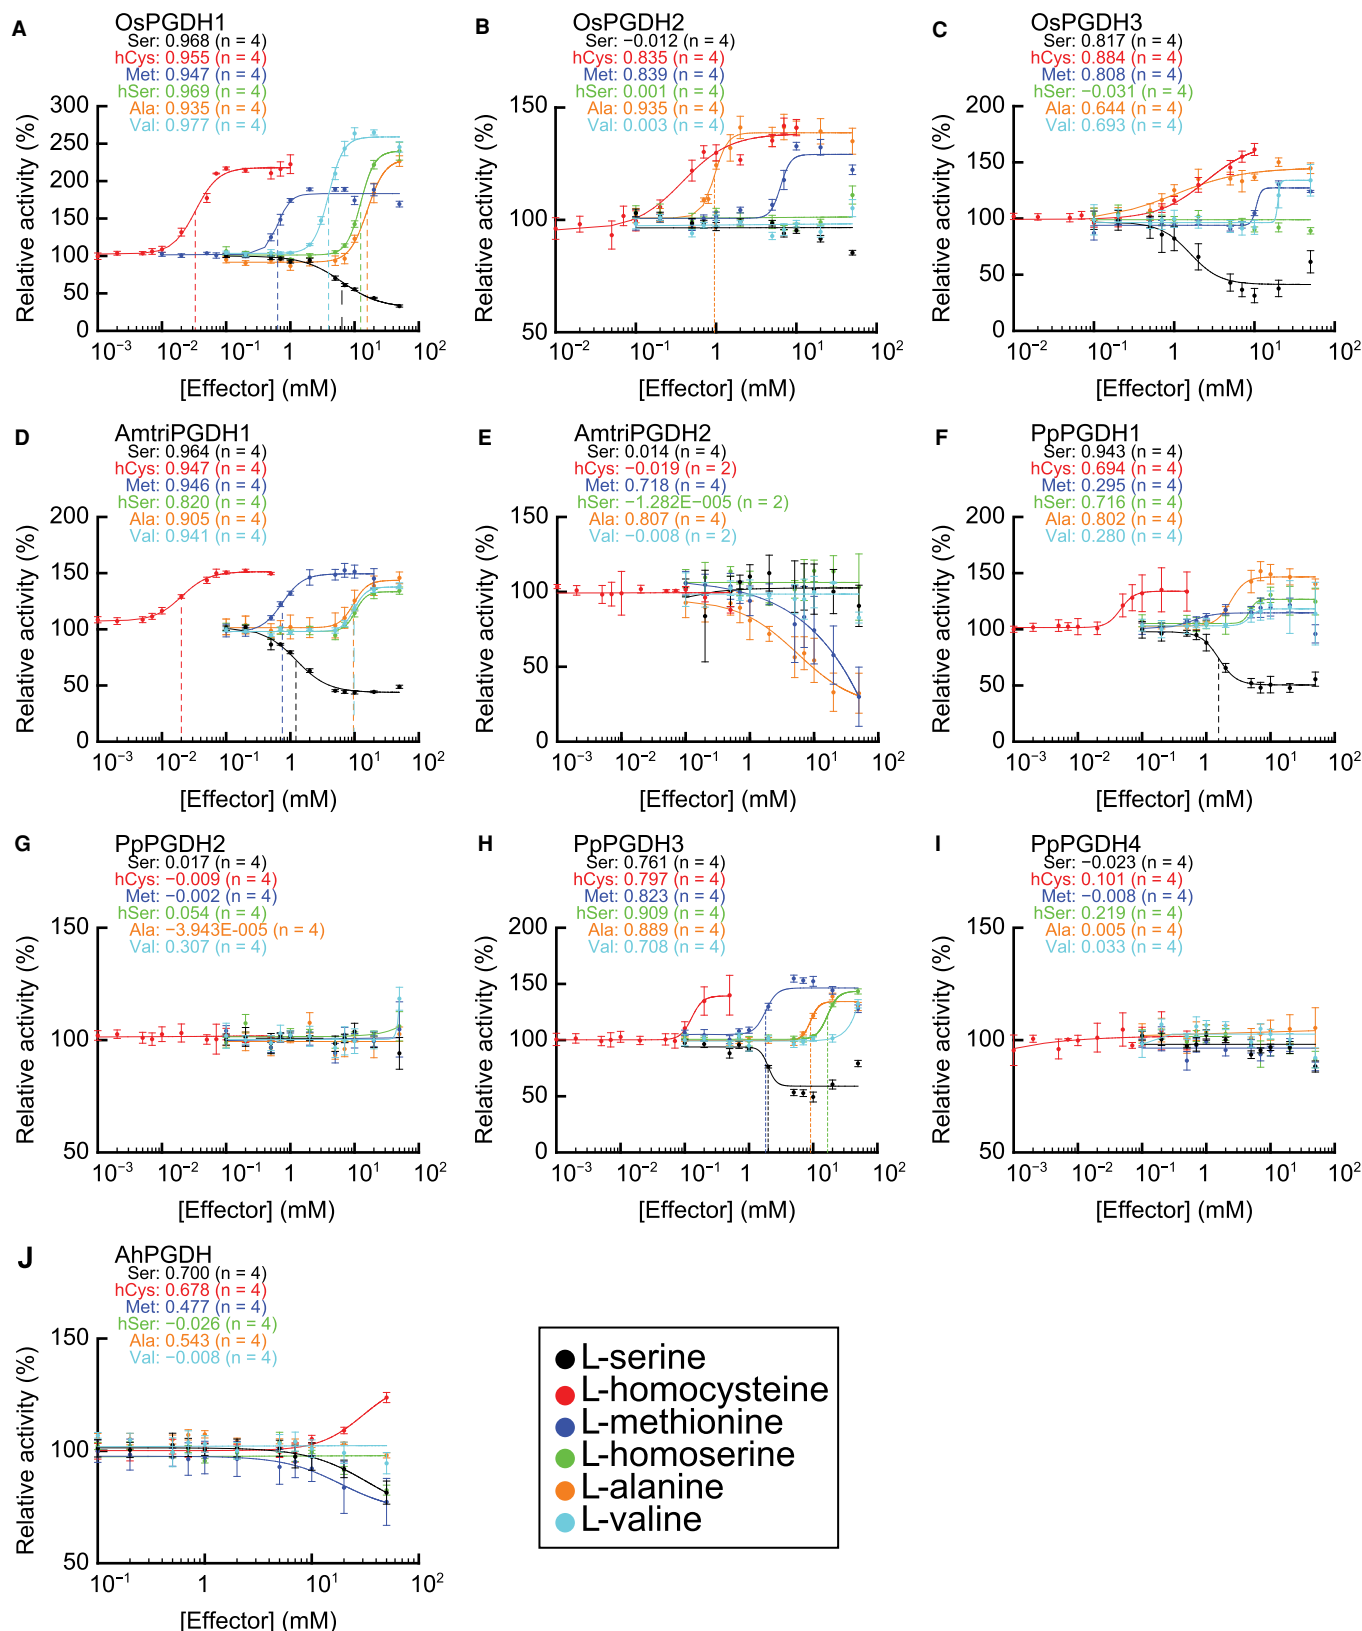 A
OsPGDH1
Ser: 0.968 (n = 4)
hCys: 0.955 (n = 4)
Met: 0.947 (n = 4)
hSer: 0.969 (n = 4)
Ala: 0.935 (n = 4)
Val: 0.977 (n = 4)
Relative activity (%)
300
250
200
150
100
50
0
10−3 10−2 10−1 1 101 102
[Effector] (mM)
B
OsPGDH2
Ser: −0.012 (n = 4)
hCys: 0.835 (n = 4)
Met: 0.839 (n = 4)
hSer: 0.001 (n = 4)
Ala: 0.935 (n = 4)
Val: 0.003 (n = 4)
Relative activity (%)
150
100
50
10−2 10−1 1 101 102
[Effector] (mM)
C
OsPGDH3
Ser: 0.817 (n = 4)
hCys: 0.884 (n = 4)
Met: 0.808 (n = 4)
hSer: −0.031 (n = 4)
Ala: 0.644 (n = 4)
Val: 0.693 (n = 4)
Relative activity (%)
200
150
100
50
0
10−2 10−1 1 101 102
[Effector] (mM)
D
AmtriPGDH1
Ser: 0.964 (n = 4)
hCys: 0.947 (n = 4)
Met: 0.946 (n = 4)
hSer: 0.820 (n = 4)
Ala: 0.905 (n = 4)
Val: 0.941 (n = 4)
Relative activity (%)
200
150
100
50
0
10−3 10−2 10−1 1 101 102
[Effector] (mM)
E
AmtriPGDH2
Ser: 0.014 (n = 4)
hCys: −0.019 (n = 2)
Met: 0.718 (n = 4)
hSer: −1.282E−005 (n = 2)
Ala: 0.807 (n = 4)
Val: −0.008 (n = 2)
Relative activity (%)
150
100
50
0
10−3 10−2 10−1 1 101 102
[Effector] (mM)
F
PpPGDH1
Ser: 0.943 (n = 4)
hCys: 0.694 (n = 4)
Met: 0.295 (n = 4)
hSer: 0.716 (n = 4)
Ala: 0.802 (n = 4)
Val: 0.280 (n = 4)
Relative activity (%)
200
150
100
50
0
10−3 10−2 10−1 1 101 102
[Effector] (mM)
G
PpPGDH2
Ser: 0.017 (n = 4)
hCys: −0.009 (n = 4)
Met: −0.002 (n = 4)
hSer: 0.054 (n = 4)
Ala: −3.943E-005 (n = 4)
Val: 0.307 (n = 4)
Relative activity (%)
150
100
50
10−3 10−2 10−1 1 101 102
[Effector] (mM)
H
PpPGDH3
Ser: 0.761 (n = 4)
hCys: 0.797 (n = 4)
Met: 0.823 (n = 4)
hSer: 0.909 (n = 4)
Ala: 0.889 (n = 4)
Val: 0.708 (n = 4)
Relative activity (%)
200
150
100
50
0
10−3 10−2 10−1 1 101 102
[Effector] (mM)
I
PpPGDH4
Ser: −0.023 (n = 4)
hCys: 0.101 (n = 4)
Met: −0.008 (n = 4)
hSer: 0.219 (n = 4)
Ala: 0.005 (n = 4)
Val: 0.033 (n = 4)
Relative activity (%)
150
100
50
10−3 10−2 10−1 1 101 102
[Effector] (mM)
J
AhPGDH
Ser: 0.700 (n = 4)
hCys: 0.678 (n = 4)
Met: 0.477 (n = 4)
hSer: −0.026 (n = 4)
Ala: 0.543 (n = 4)
Val: −0.008 (n = 4)
Relative activity (%)
150
100
50
10−1 1 101 102
[Effector] (mM)
L-serine
L-homocysteine
L-methionine
L-homoserine
L-alanine
L-valine